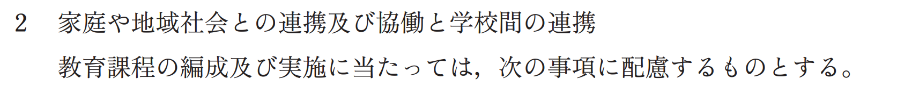 2　家庭や地域社会との連携及び協働と学校間の連携
教育課程の編成及び実施に当たっては，次の事項に配慮するものとする。